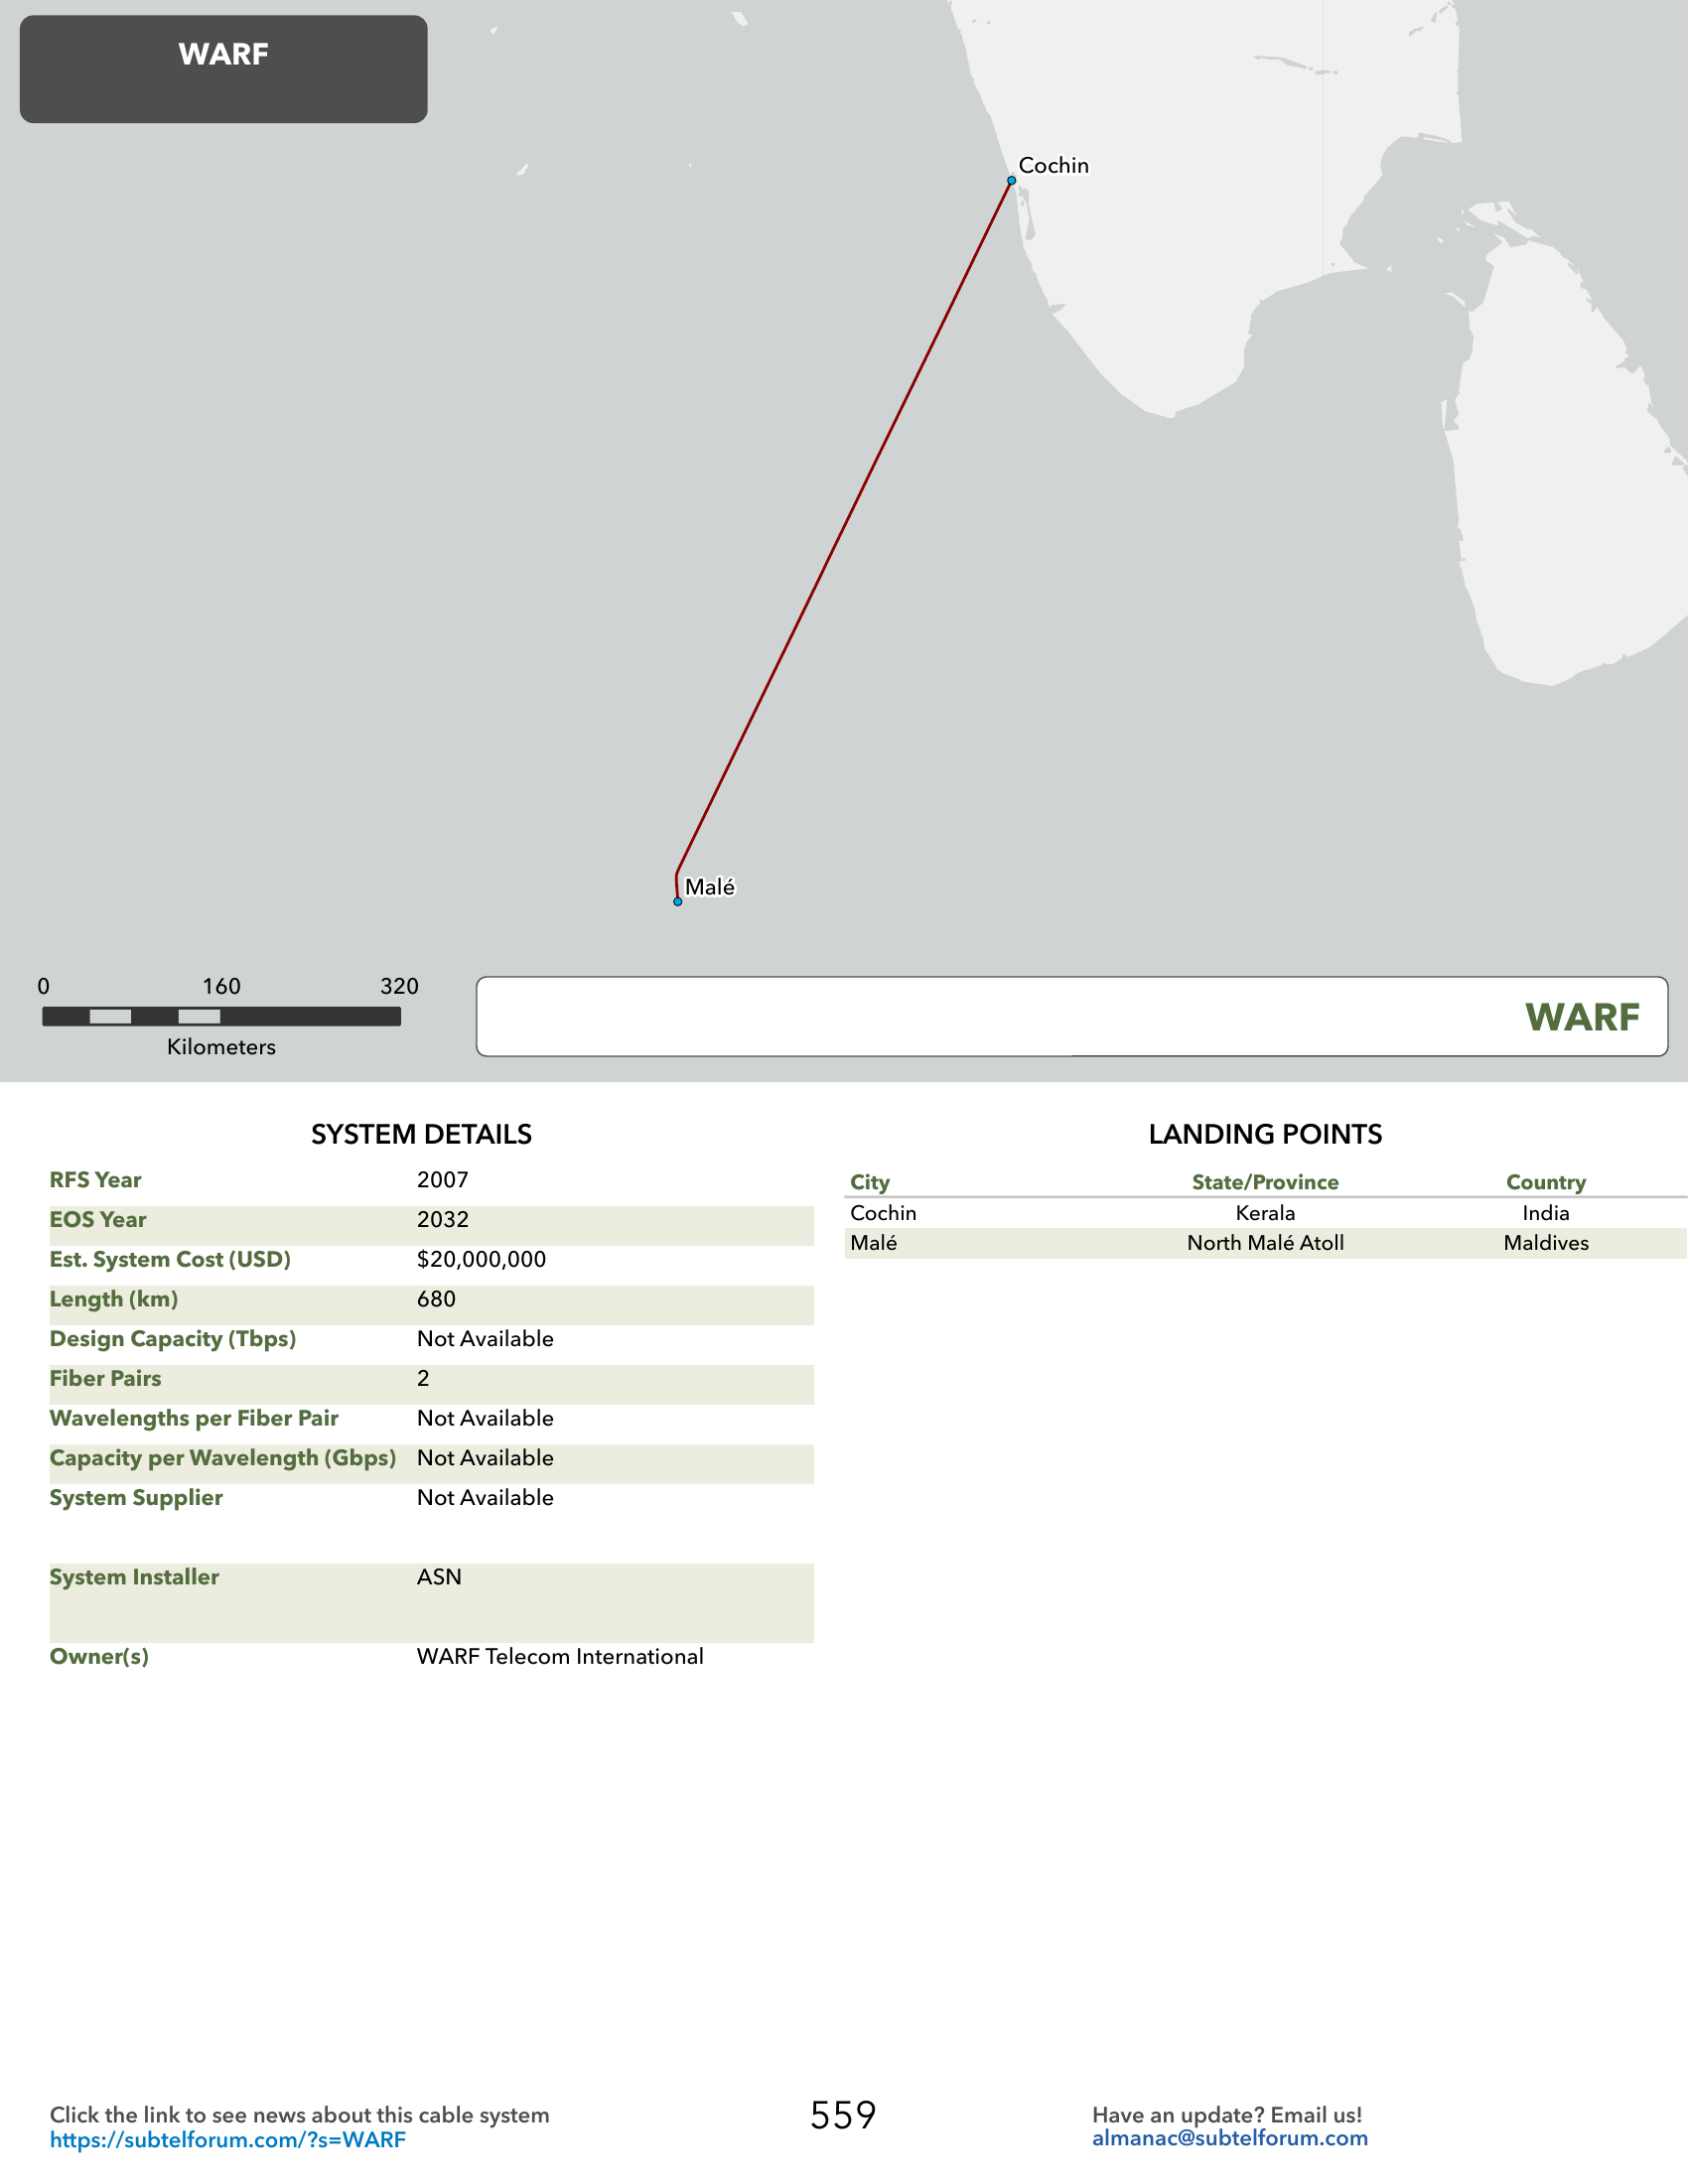 WARF
Cochin
Malé
0 160 320
Kilometers
WARF
SYSTEM DETAILS
RFS Year 2007
EOS Year 2032
Est. System Cost (USD) $20,000,000
Length (km) 680
Design Capacity (Tbps) Not Available
Fiber Pairs 2
Wavelengths per Fiber Pair Not Available
Capacity per Wavelength (Gbps) Not Available
System Supplier Not Available
System Installer ASN
Owner(s) WARF Telecom International
LANDING POINTS
City State/Province Country
Cochin Kerala India
Malé North Malé Atoll Maldives
Click the link to see news about this cable system
https://subtelforum.com/?s=WARF
559
Have an update? Email us!
almanac@subtelforum.com